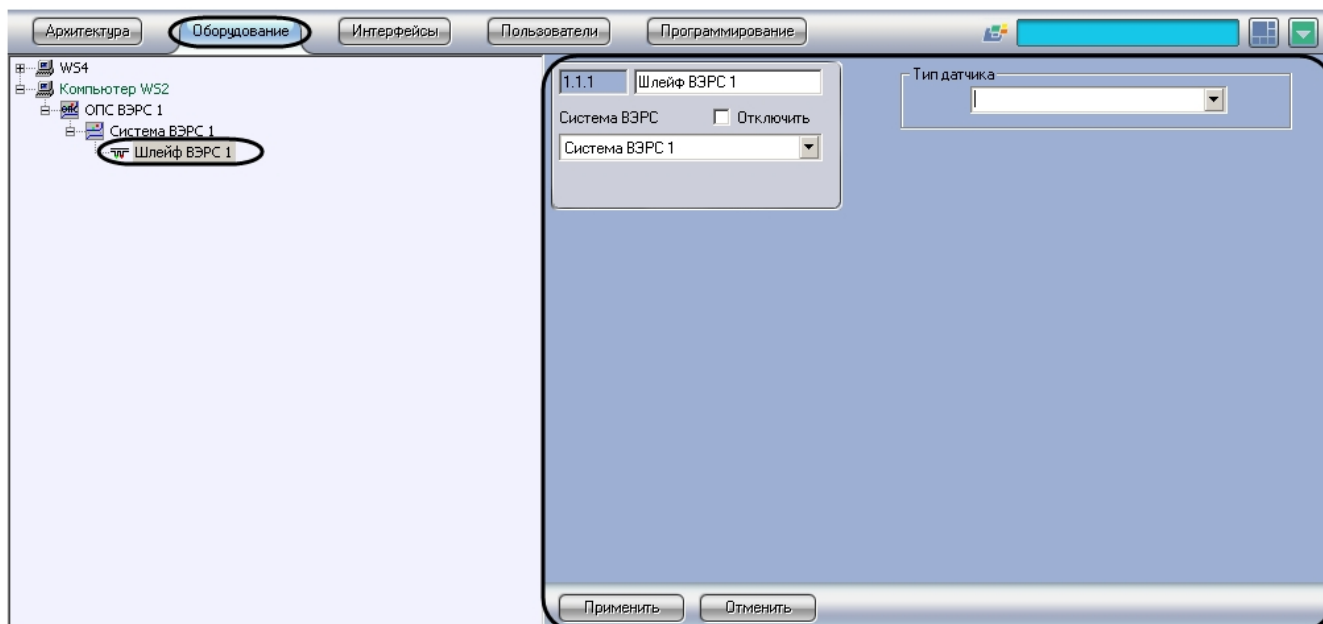 Архитектура Оборудование Интерфейсы Пользователи Программирование
WS4
Компьютер WS2
ОПС ВЭРС 1
Система ВЭРС 1
Шлейф ВЭРС 1
1.1.1 Шлейф ВЭРС 1
Система ВЭРС Отключить
Система ВЭРС 1
Тип датчика
Применить Отменить